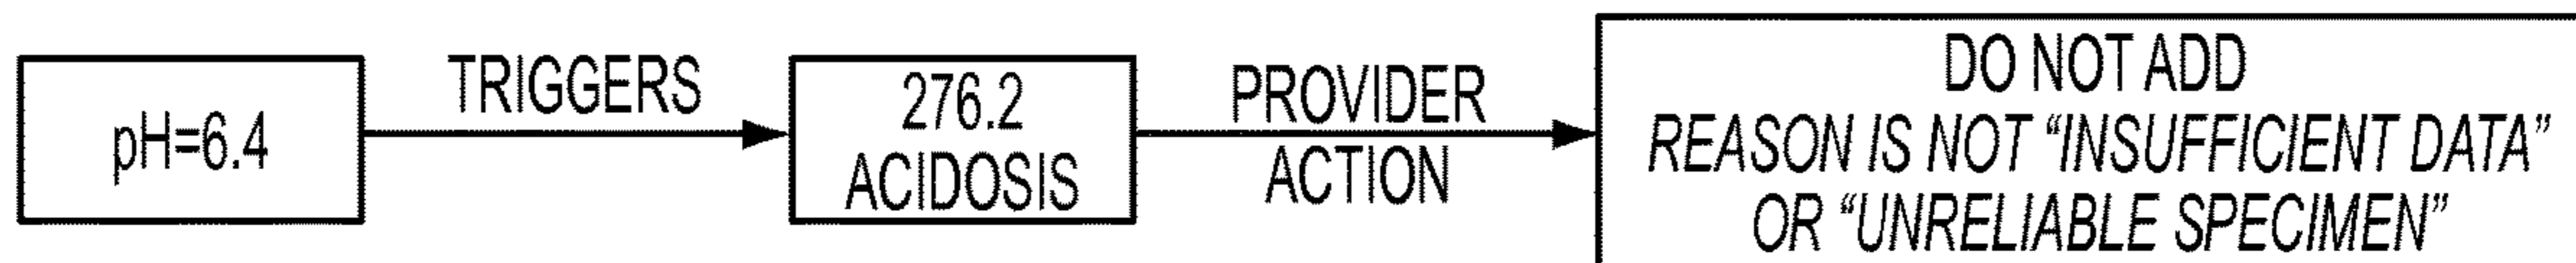 pH=6.4
TRIGGERS
276.2
ACIDOSIS
PROVIDER
ACTION
DO NOT ADD
REASON IS NOT “INSUFFICIENT DATA”
OR “UNRELIABLE SPECIMEN”